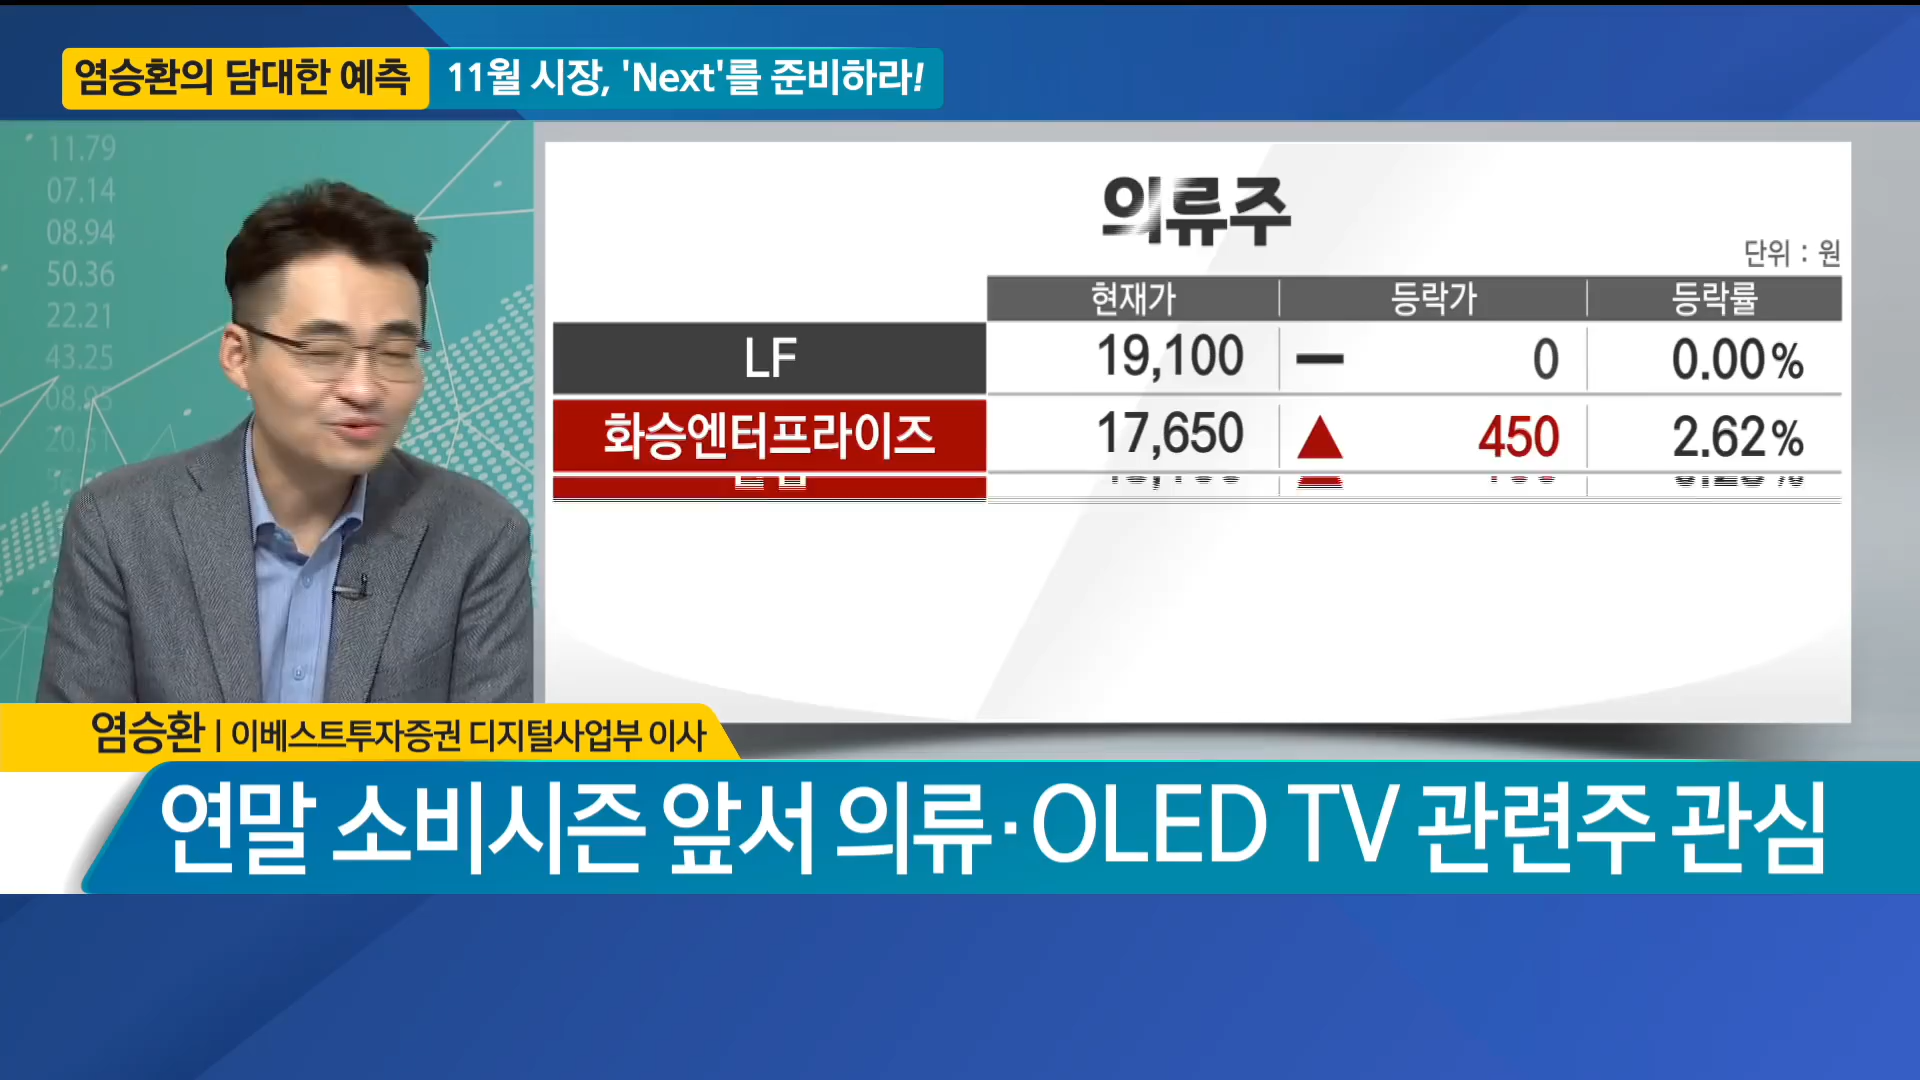 염승환의 담대한 예측 11월 시장, 'Next'를 준비하라!
11.79
07.14
08.94
50.36
22.21
43.25
08.95
의류주
단위 : 원
현재가 등락가 등락률
LF 19,100 0 0.00%
화승엔터프라이즈 17,650 ▲ 450 2.62%
염승환 | 이베스트투자증권 디지털사업부 이사
연말 소비시즌 앞서 의류·OLED TV 관련주 관심